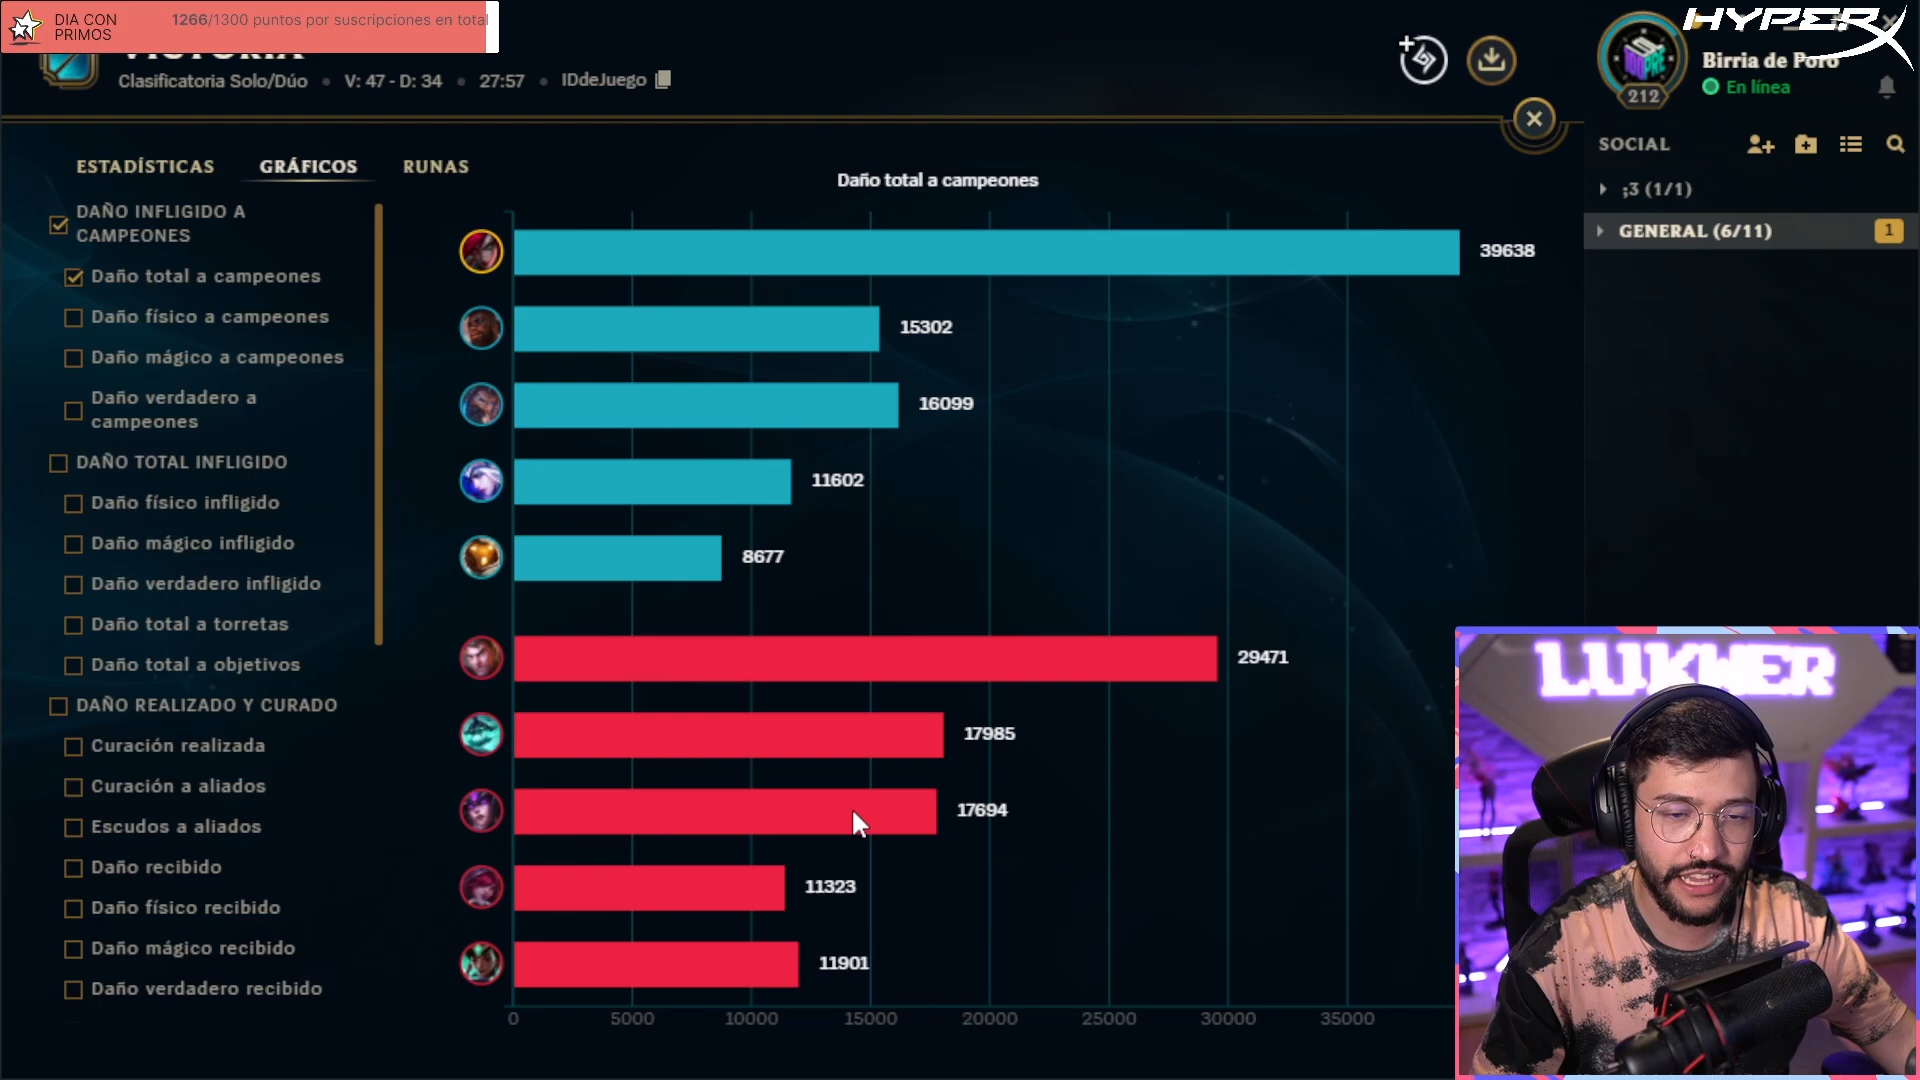 DIA CON
PRIMOS
1266/1300 puntos por suscripciones en total
VICTORIA
Clasificatoria Solo/Dúo • V: 47 - D: 34 • 27:57 • IDdeJuego
HYPERX
212
Birria de Poro
En línea
SOCIAL
;3 (1/1)
GENERAL (6/11)
1
ESTADÍSTICAS
GRÁFICOS
RUNAS
DAÑO INFLIGIDO A
CAMPEONES
Daño total a campeones
Daño físico a campeones
Daño mágico a campeones
Daño verdadero a
campeones
DAÑO TOTAL INFLIGIDO
Daño físico infligido
Daño mágico infligido
Daño verdadero infligido
Daño total a torretas
Daño total a objetivos
DAÑO REALIZADO Y CURADO
Curación realizada
Curación a aliados
Escudos a aliados
Daño recibido
Daño físico recibido
Daño mágico recibido
Daño verdadero recibido
Daño total a campeones
39638
15302
16099
11602
8677
29471
17985
17694
11323
11901
0
5000
10000
15000
20000
25000
30000
35000
LUKWER